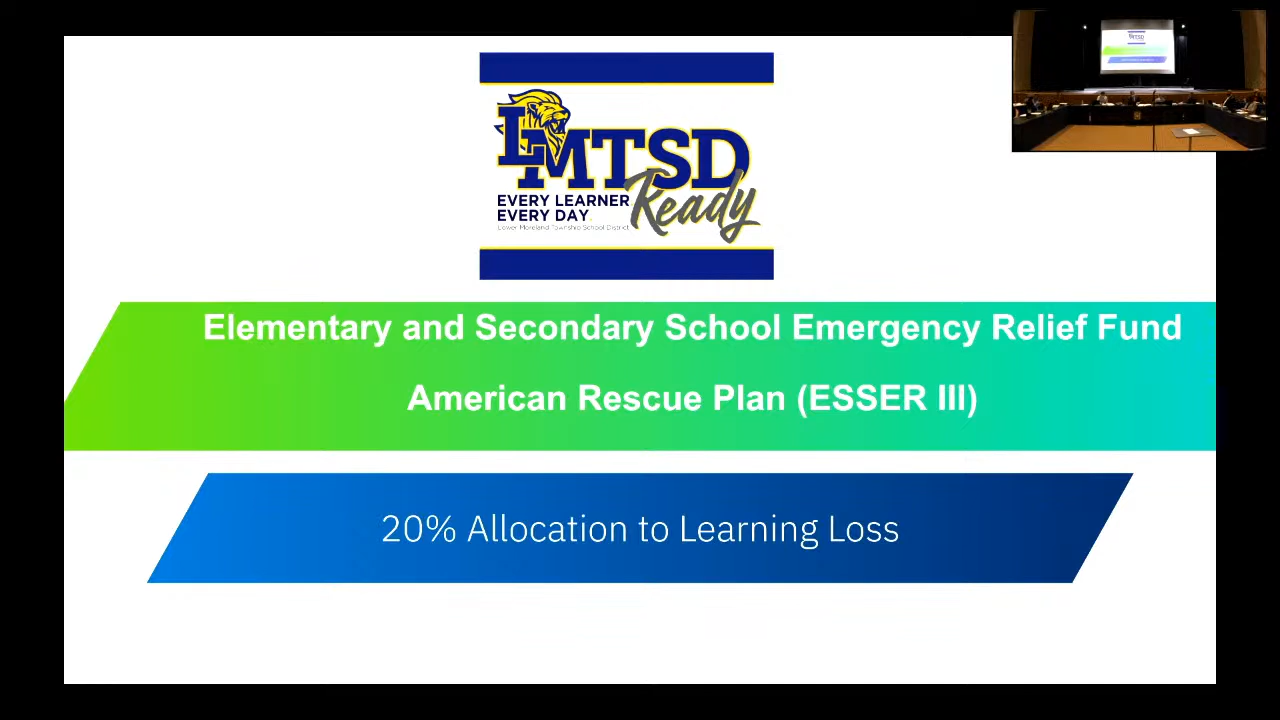 LMTSD
Ready
EVERY LEARNER.
EVERY DAY.
Lower Moreland Township School District
Elementary and Secondary School Emergency Relief Fund
American Rescue Plan (ESSER III)
20% Allocation to Learning Loss